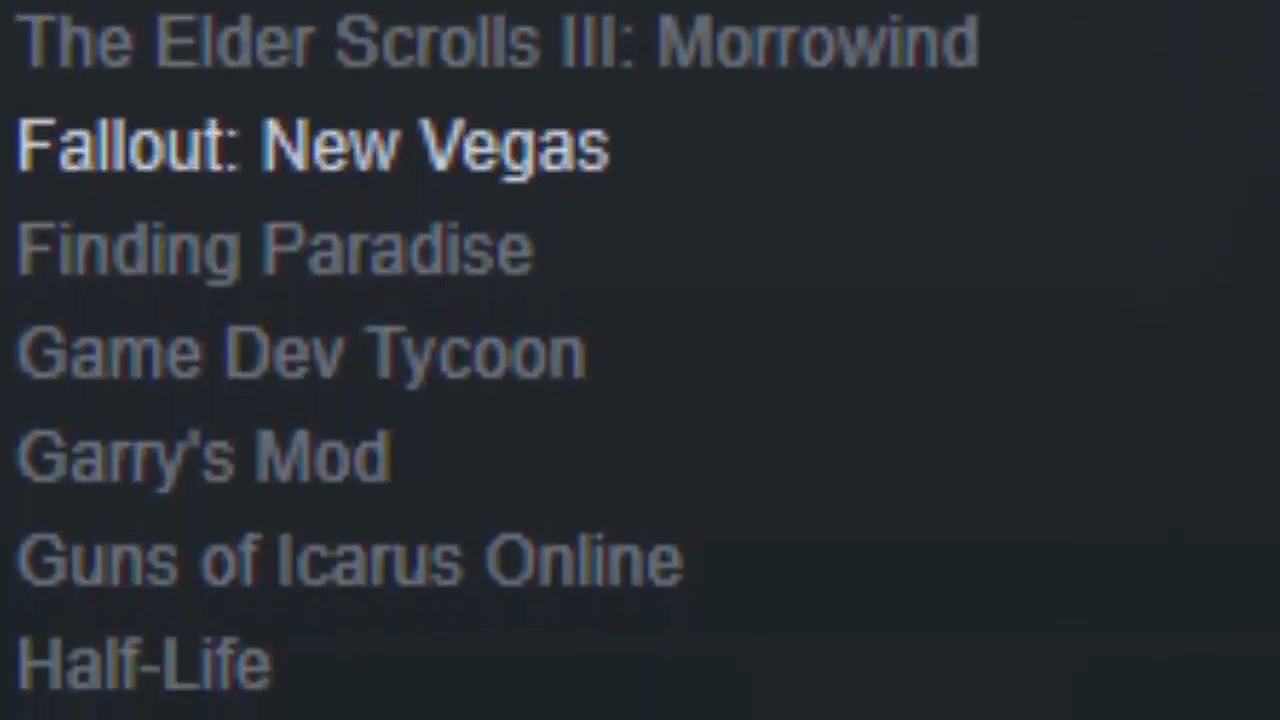 The Elder Scrolls III: Morrowind
Fallout: New Vegas
Finding Paradise
Game Dev Tycoon
Garry's Mod
Guns of Icarus Online
Half-Life